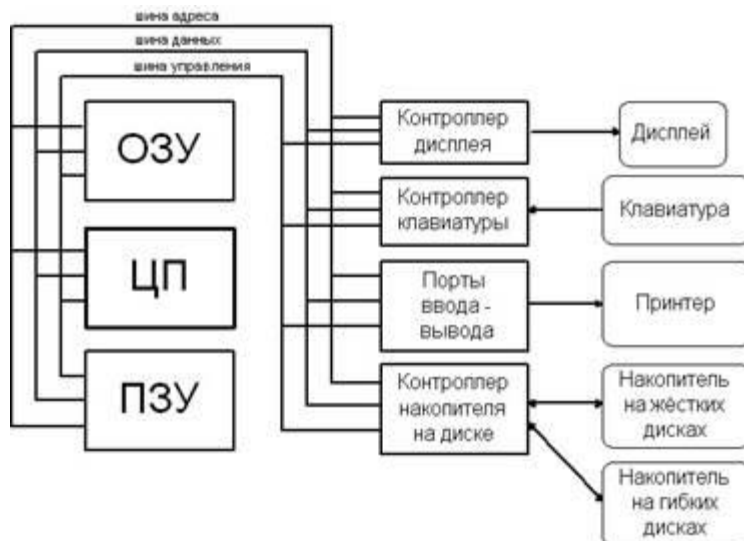 шина адреса
шина данных
шина управления
ОЗУ
ЦП
ПЗУ
Контроллер
дисплея
Контроллер
клавиатуры
Порты
ввода -
вывода
Контроллер
накопителя
на диске
Дисплей
Клавиатура
Принтер
Накопитель
на жёстких
дисках
Накопитель
на гибких
дисках